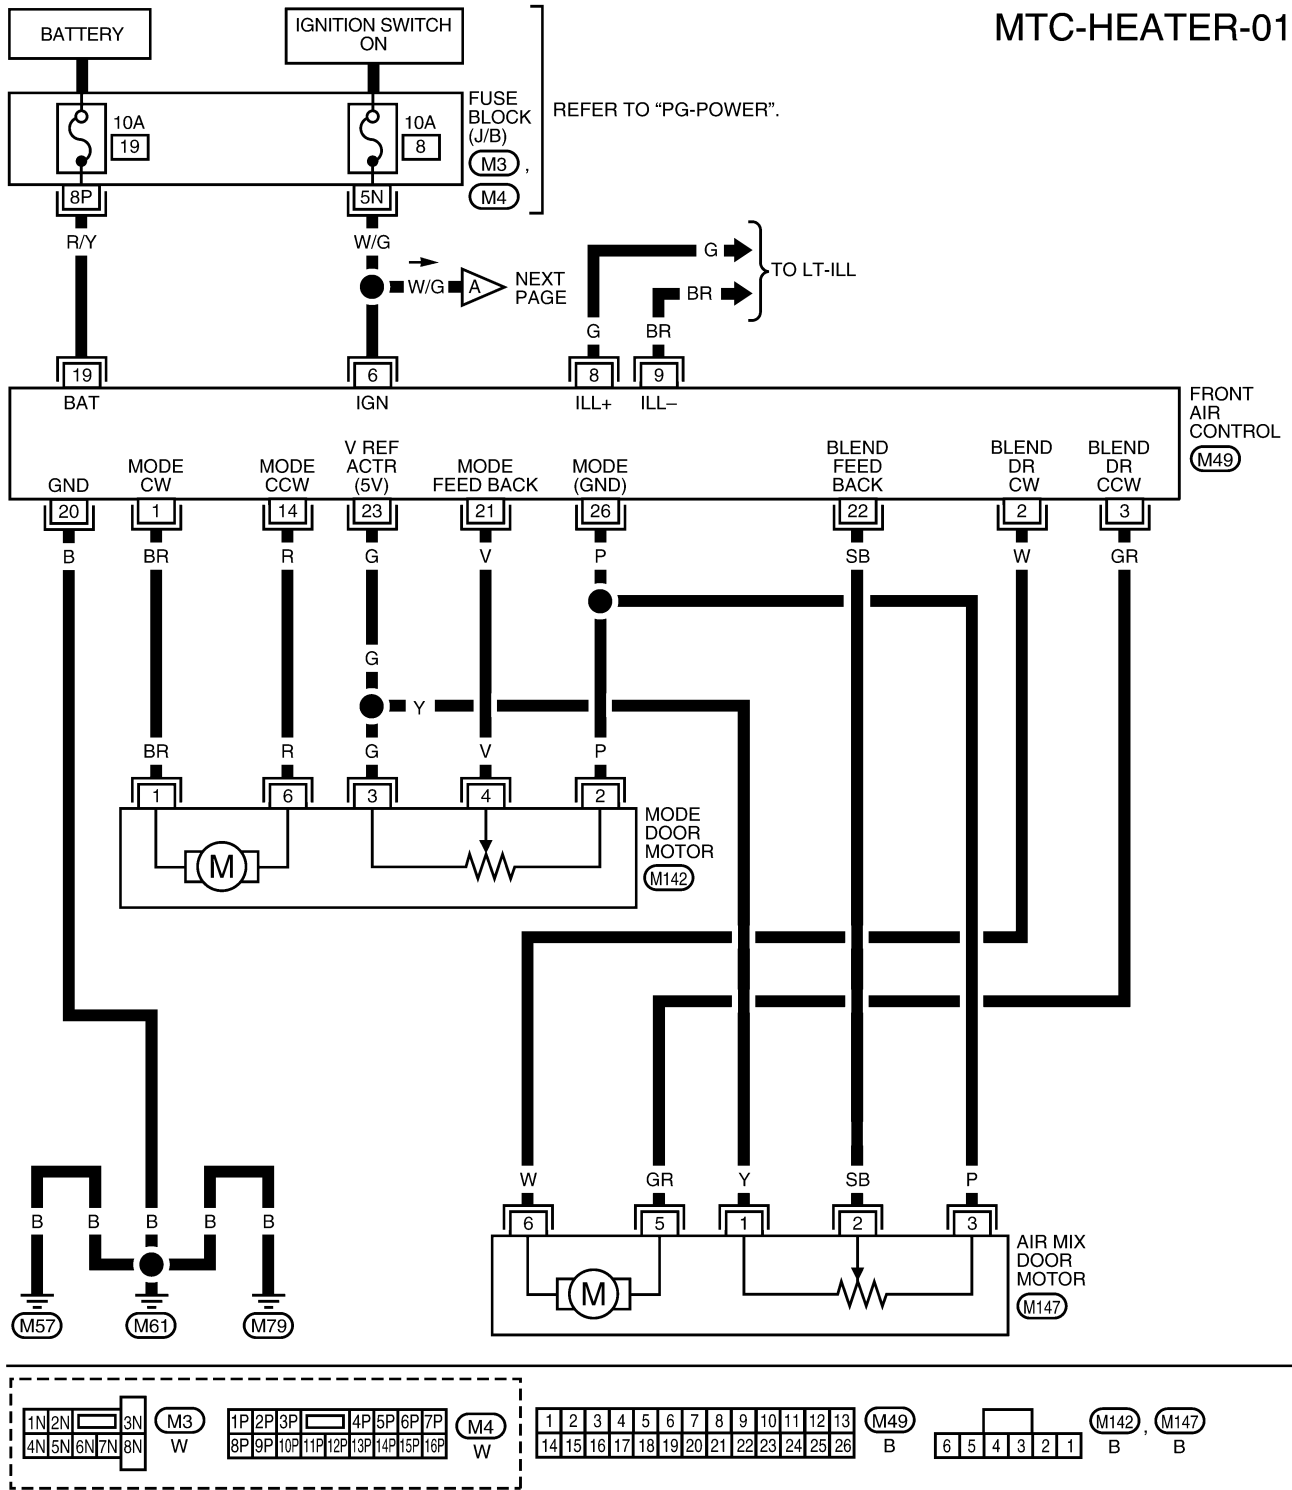 MTC-HEATER-01
BATTERY
IGNITION SWITCH
ON
10A
19
10A
8
FUSE
BLOCK
(J/B)
M3 ,
M4
REFER TO “PG-POWER”.
8P
5N
R/Y
W/G
W/G
A
NEXT
PAGE
G
BR
TO LT-ILL
G
BR
19
6
8
9
BAT
IGN
ILL+
ILL–
FRONT
AIR
CONTROL
M49
GND
MODE
CW
MODE
CCW
V REF
ACTR
(5V)
MODE
FEED BACK
MODE
(GND)
BLEND
FEED
BACK
BLEND
DR
CW
BLEND
DR
CCW
20 1 14 23 21 26 22 2 3
B BR R G V P SB W GR
G
Y
BR R G V P
1 6 3 4 2
M
MODE
DOOR
MOTOR
M142
W GR Y SB P
6 5 1 2 3
M
AIR MIX
DOOR
MOTOR
M147
B B B B B
M57 M61 M79
1N 2N 3N
4N 5N 6N 7N 8N
M3
W
1P 2P 3P 4P 5P 6P 7P
8P 9P 10P 11P 12P 13P 14P 15P 16P
M4
W
1 2 3 4 5 6 7 8 9 10 11 12 13
14 15 16 17 18 19 20 21 22 23 24 25 26
M49
B
6 5 4 3 2 1
M142 , M147
B B